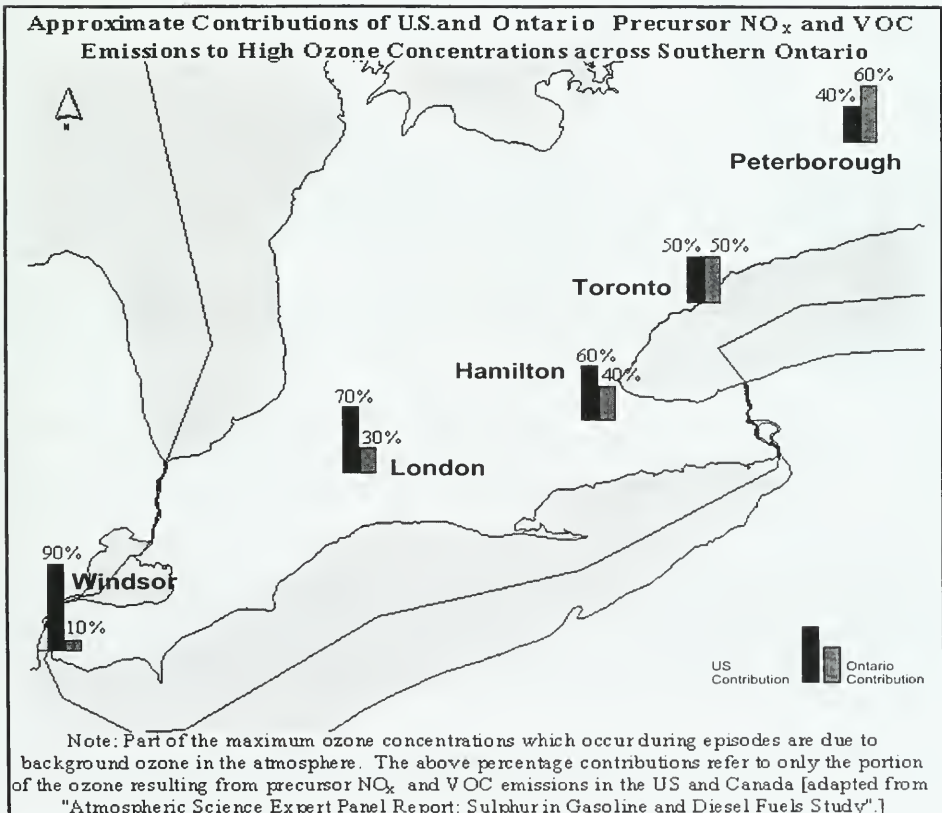 Approximate Contributions of U.S.and Ontario Precursor NOx and VOC
Emissions to High Ozone Concentrations across Southern Ontario
N
60%
40%
Peterborough
50% 50%
Toronto
60%
Hamilton
40%
70%
30%
London
90%
Windsor
10%
US
Contribution
Ontario
Contribution
Note: Part of the maximum ozone concentrations which occur during episodes are due to
background ozone in the atmosphere. The above percentage contributions refer to only the portion
of the ozone resulting from precursor NOx and VOC emissions in the US and Canada [adapted from
"Atmospheric Science Expert Panel Report: Sulphur in Gasoline and Diesel Fuels Study".]